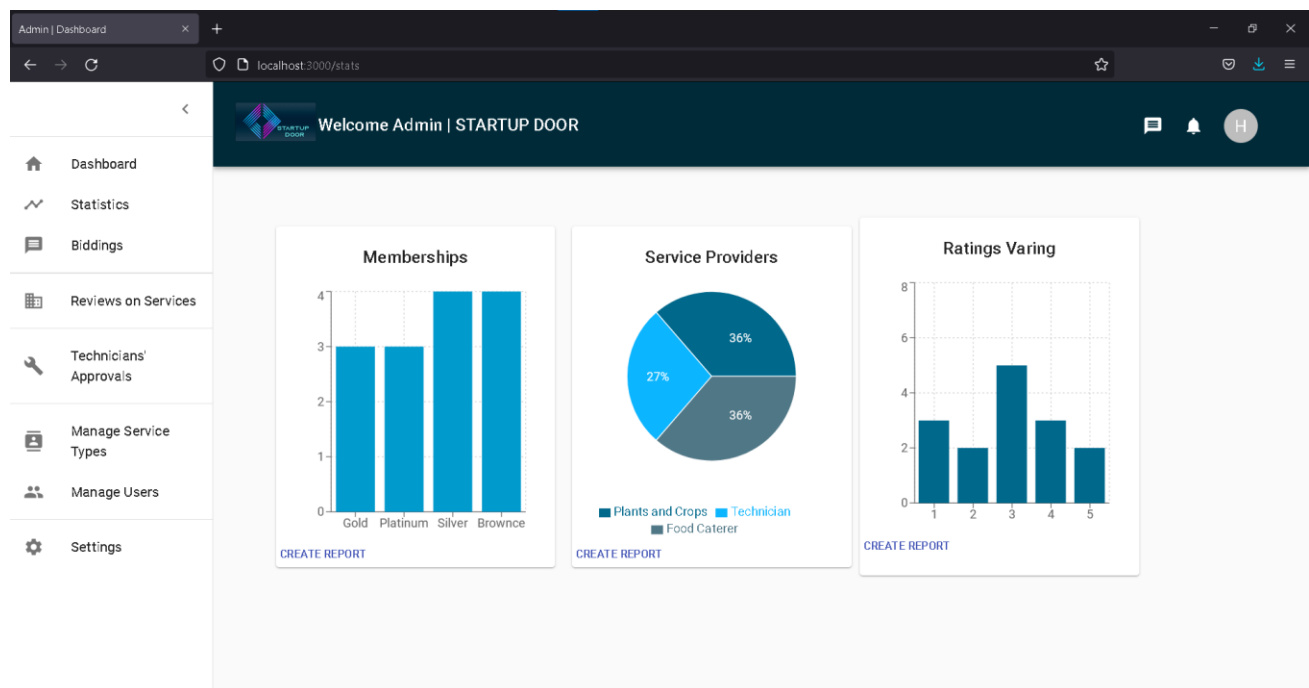 Admin | Dashboard
localhost:3000/stats
STARTUP
DOOR
Welcome Admin | STARTUP DOOR
H
Dashboard
Statistics
Biddings
Reviews on Services
Technicians'
Approvals
Manage Service
Types
Manage Users
Settings
Memberships
4
3
2
1
0
Gold Platinum Silver Brownce
CREATE REPORT
Service Providers
36%
27%
36%
Plants and Crops Technician
Food Caterer
CREATE REPORT
Ratings Varing
8
6
4
2
0
1 2 3 4 5
CREATE REPORT